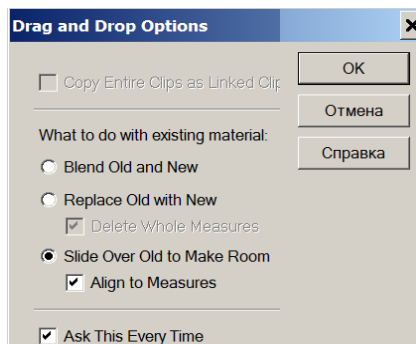 Drag and Drop Options
Copy Entire Clips as Linked Clip
OK
Отмена
Справка
What to do with existing material:
Blend Old and New
Replace Old with New
Delete Whole Measures
Slide Over Old to Make Room
Align to Measures
Ask This Every Time